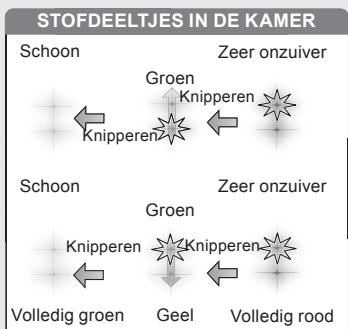 STOFDEELTJES IN DE KAMER
Schoon Zeer onzuiver
Groen
Knipperen
Knipperen
Schoon Zeer onzuiver
Groen
Knipperen Knipperen
Volledig groen Geel Volledig rood